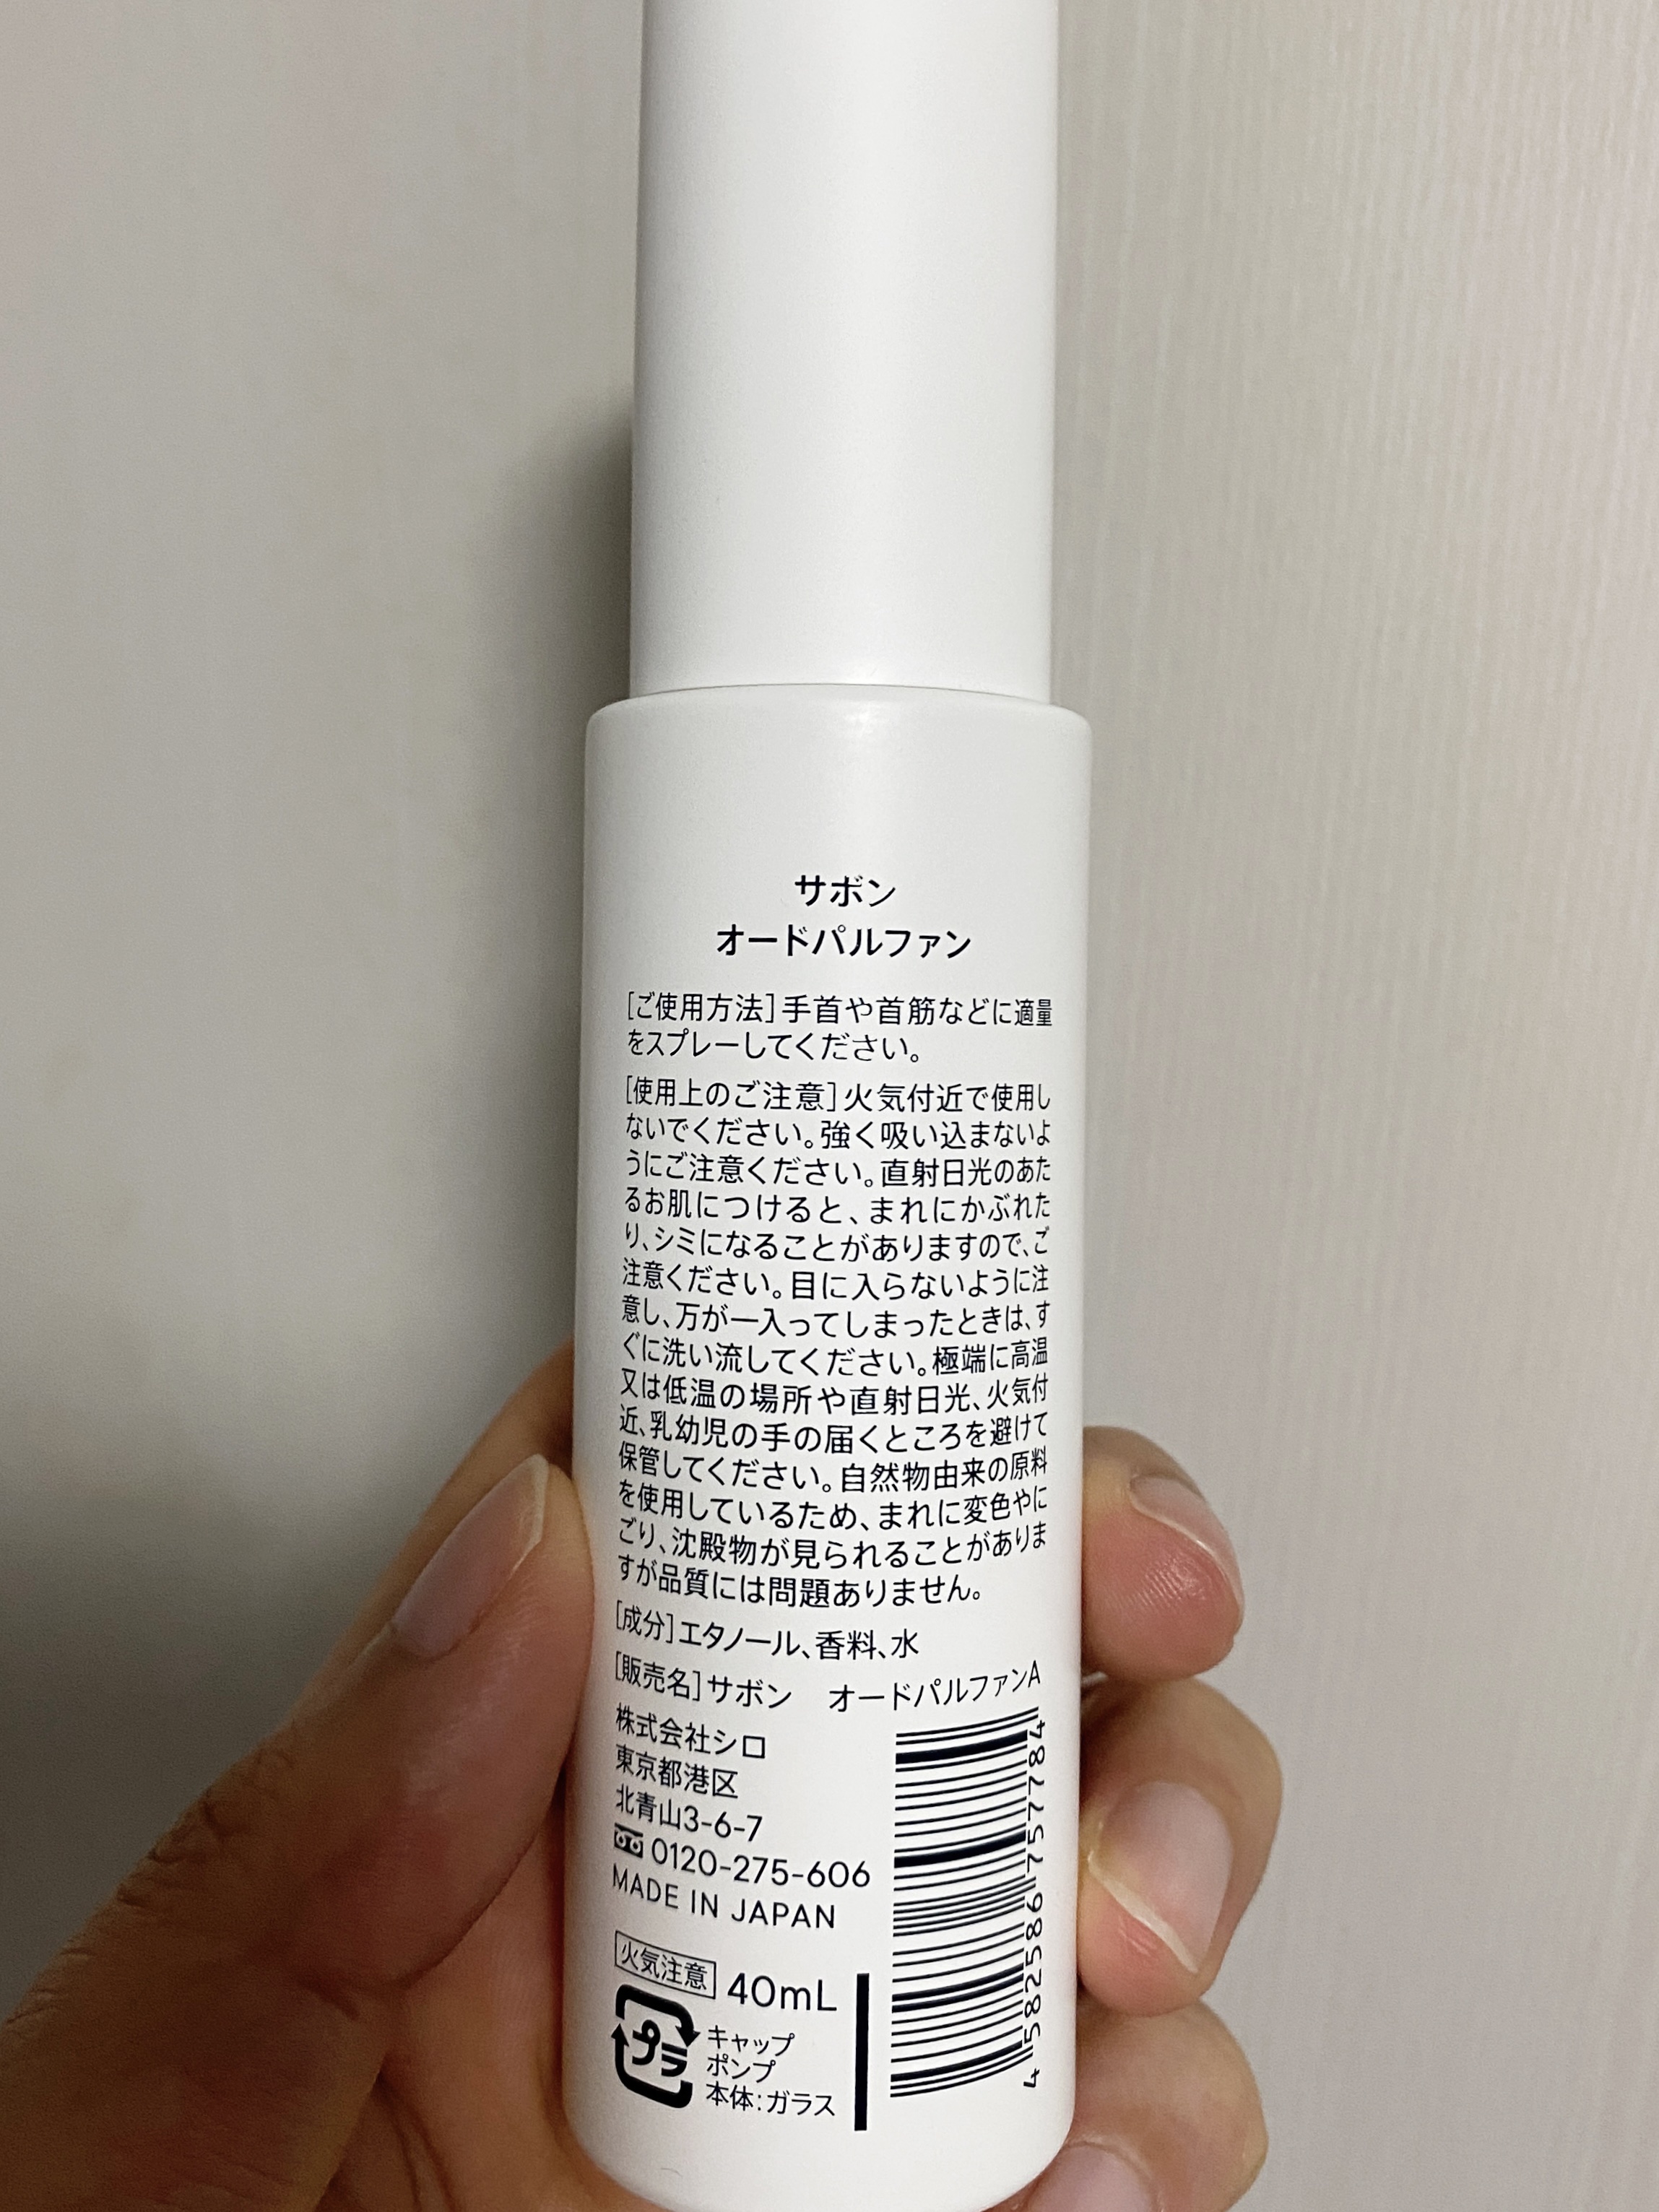 サボン
オードパルファン
[ご使用方法]手首や首筋などに適量
をスプレーしてください。
[使用上のご注意]火気付近で使用し
ないでください。強く吸い込まないよ
うにご注意ください。直射日光のあた
るお肌につけると、まれにかぶれた
り、シミになることがありますので、ご
注意ください。目に入らないように注
意し、万が一入ってしまったときは、す
ぐに洗い流してください。極端に高温
又は低温の場所や直射日光、火気付
近、乳幼児の手の届くところを避けて
保管してください。自然物由来の原料
を使用しているため、まれに変色やに
ごり、沈殿物が見られることがありま
すが品質には問題ありません。
[成分]エタノール、香料、水
[販売名]サボン　オードパルファンA
株式会社シロ
東京都港区
北青山3-6-7
0120-275-606
MADE IN JAPAN
火気注意 40mL
プラ
キャップ
ポンプ
本体:ガラス
4 582586 757784